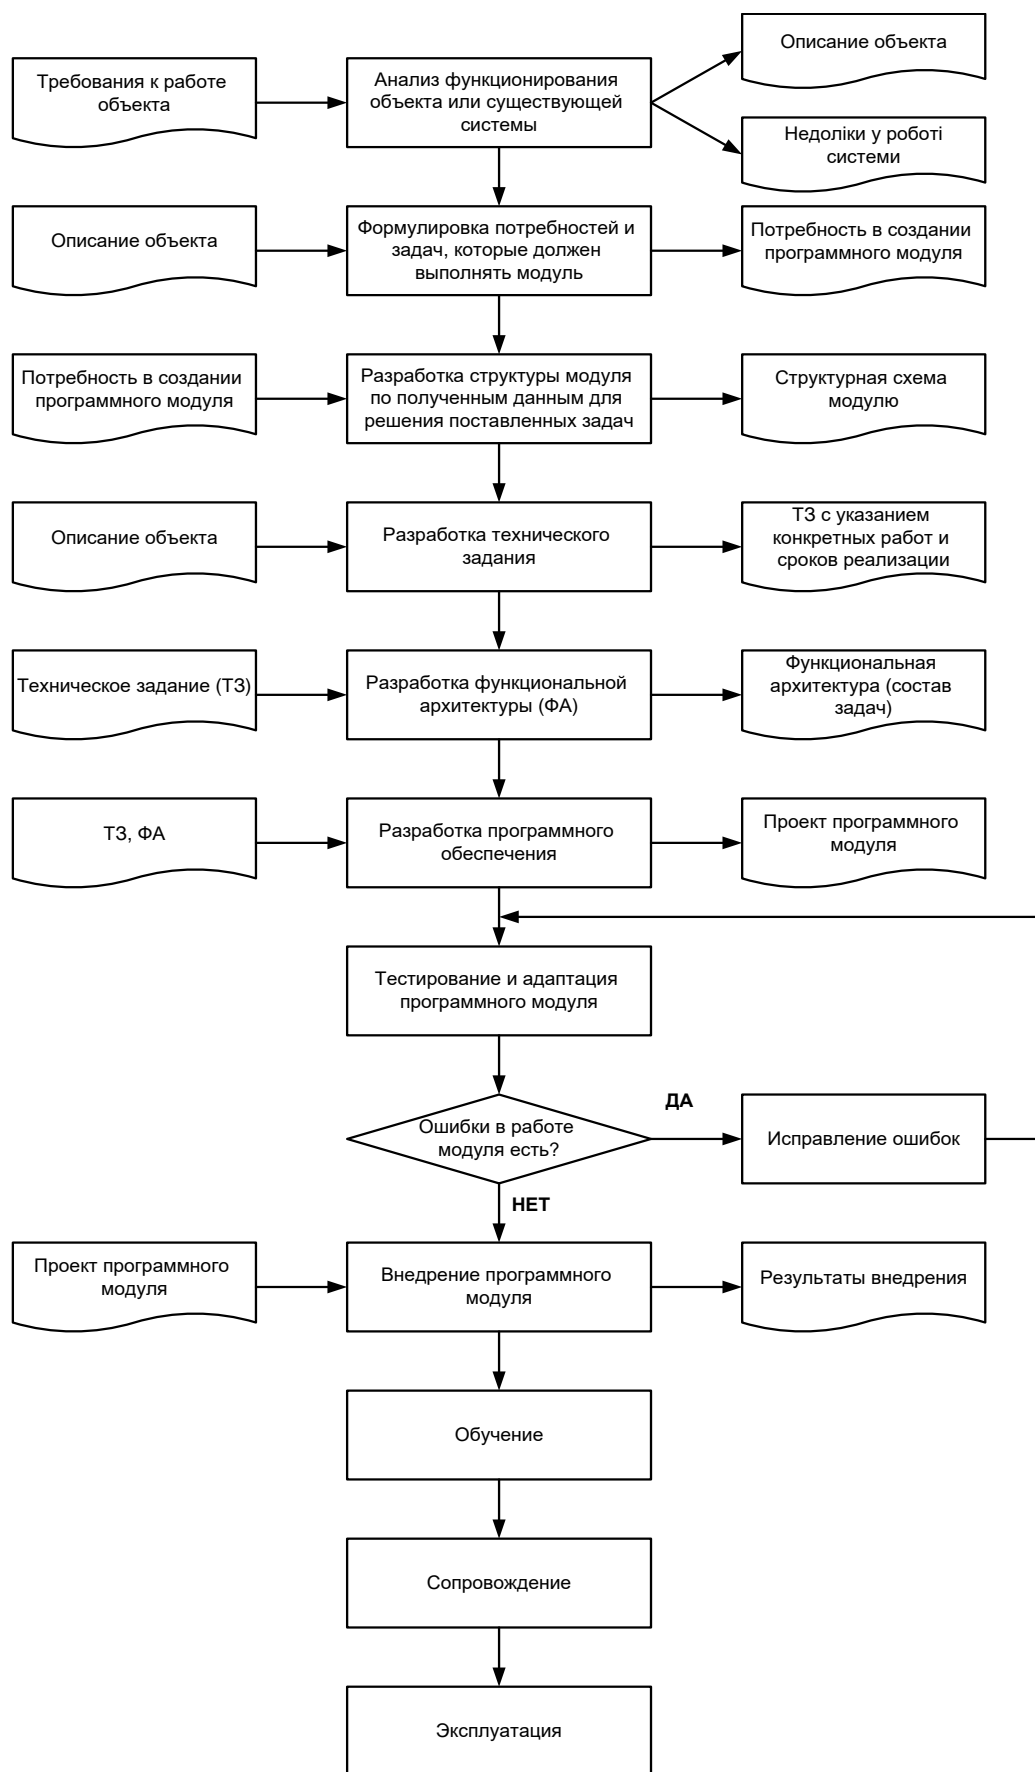 Требования к работе
объекта
Анализ функционирования
объекта или существующей
системы
Описание объекта
Недоліки у роботі
системи
Описание объекта
Формулировка потребностей и
задач, которые должен
выполнять модуль
Потребность в создании
программного модуля
Потребность в создании
программного модуля
Разработка структуры модуля
по полученным данным для
решения поставленных задач
Структурная схема
модулю
Описание объекта
Разработка технического
задания
ТЗ с указанием
конкретных работ и
сроков реализации
Техническое задание (ТЗ)
Разработка функциональной
архитектуры (ФА)
Функциональная
архитектура (состав
задач)
ТЗ, ФА
Разработка программного
обеспечения
Проект программного
модуля
Тестирование и адаптация
программного модуля
Ошибки в работе
модуля есть?
ДА
Исправление ошибок
НЕТ
Проект программного
модуля
Внедрение программного
модуля
Результаты внедрения
Обучение
Сопровождение
Эксплуатация